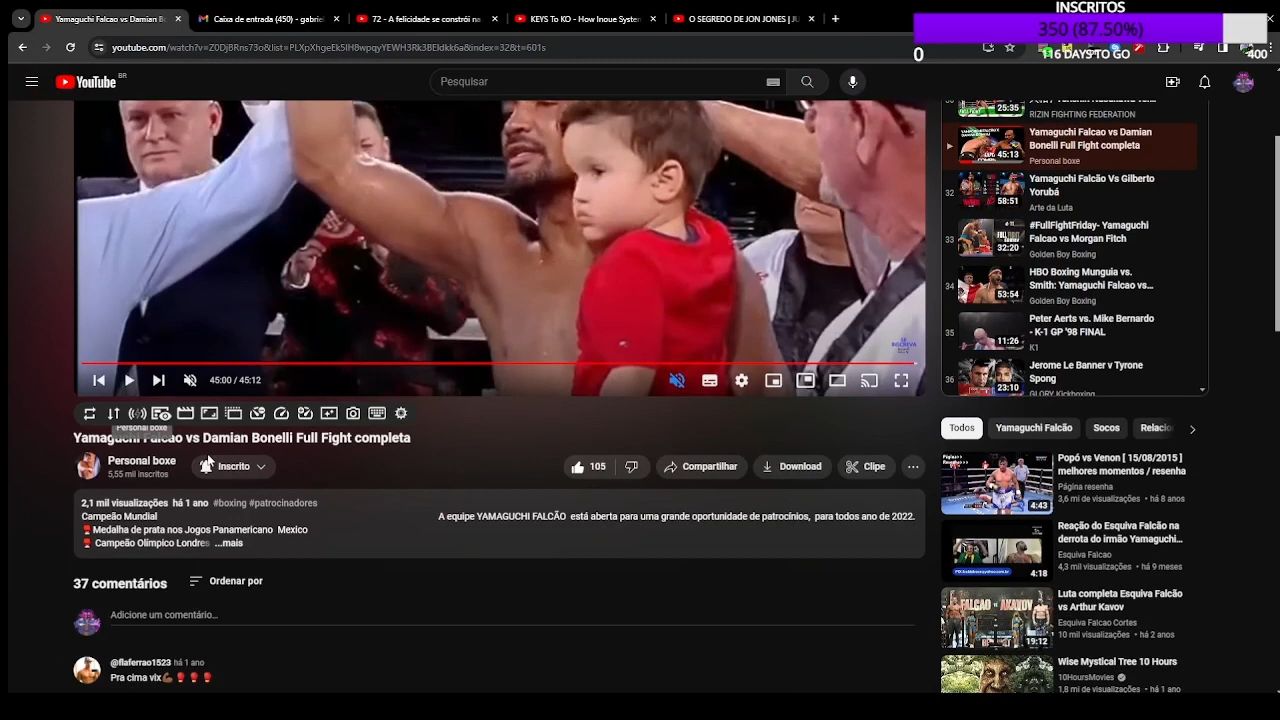 Yamaguchi Falcao vs Damian B
Caixa de entrada (450) - gabriel
72 - A felicidade se constrói na
KEYS To KO - How Inoue System
O SEGREDO DE JON JONES | JU
INSCRITOS
350 (87.50%)
0
16 DAYS TO GO
400
youtube.com/watch?v=ZODjBRns73o&list=PLXpXhgeEk5lH8wpqyYEWH3Rk3BEldkk6a&index=32&t=601s
YouTube BR
Pesquisar
25:35
RIZIN FIGHTING FEDERATION
Yamaguchi Falcao vs Damian
Bonelli Full Fight completa
45:13
Personal boxe
32
Yamaguchi Falcão Vs Gilberto
Yorubá
58:51
Arte da Luta
33
#FullFightFriday- Yamaguchi
Falcao vs Morgan Fitch
32:20
Golden Boy Boxing
34
HBO Boxing Munguia vs.
Smith: Yamaguchi Falcao vs...
53:54
Golden Boy Boxing
35
Peter Aerts vs. Mike Bernardo
- K-1 GP '98 FINAL
11:26
K1
36
Jerome Le Banner v Tyrone
Spong
23:10
GLORY Kickboxing
SE
INSCREVA
45:00 / 45:12
Personal boxe
Yamaguchi Falcao vs Damian Bonelli Full Fight completa
Personal boxe
5,55 mil inscritos
Inscrito
105
Compartilhar
Download
Clipe
2,1 mil visualizações há 1 ano #boxing #patrocinadores
Campeão Mundial A equipe YAMAGUCHI FALCÃO está aberta para uma grande oportunidade de patrocínios, para todos ano de 2022.
Medalha de prata nos Jogos Panamericano Mexico
Campeão Olímpico Londres ...mais
37 comentários
Ordenar por
Adicione um comentário...
@flaferrao1523 há 1 ano
Pra cima vix
Todos
Yamaguchi Falcão
Socos
Relacio
Popó vs Venon [ 15/08/2015 ]
melhores momentos / resenha
Página resenha
3,6 mi de visualizações • há 8 anos
4:43
Reação do Esquiva Falcão na
derrota do irmão Yamaguchi...
Esquiva Falcao
4,3 mil visualizações • há 9 meses
4:18
Luta completa Esquiva Falcão
vs Arthur Kavov
Esquiva Falcao Cortes
10 mil visualizações • há 2 anos
FALCAO vs AKAVOV
19:12
Wise Mystical Tree 10 Hours
10HoursMovies
1,8 mi de visualizações • há 1 ano